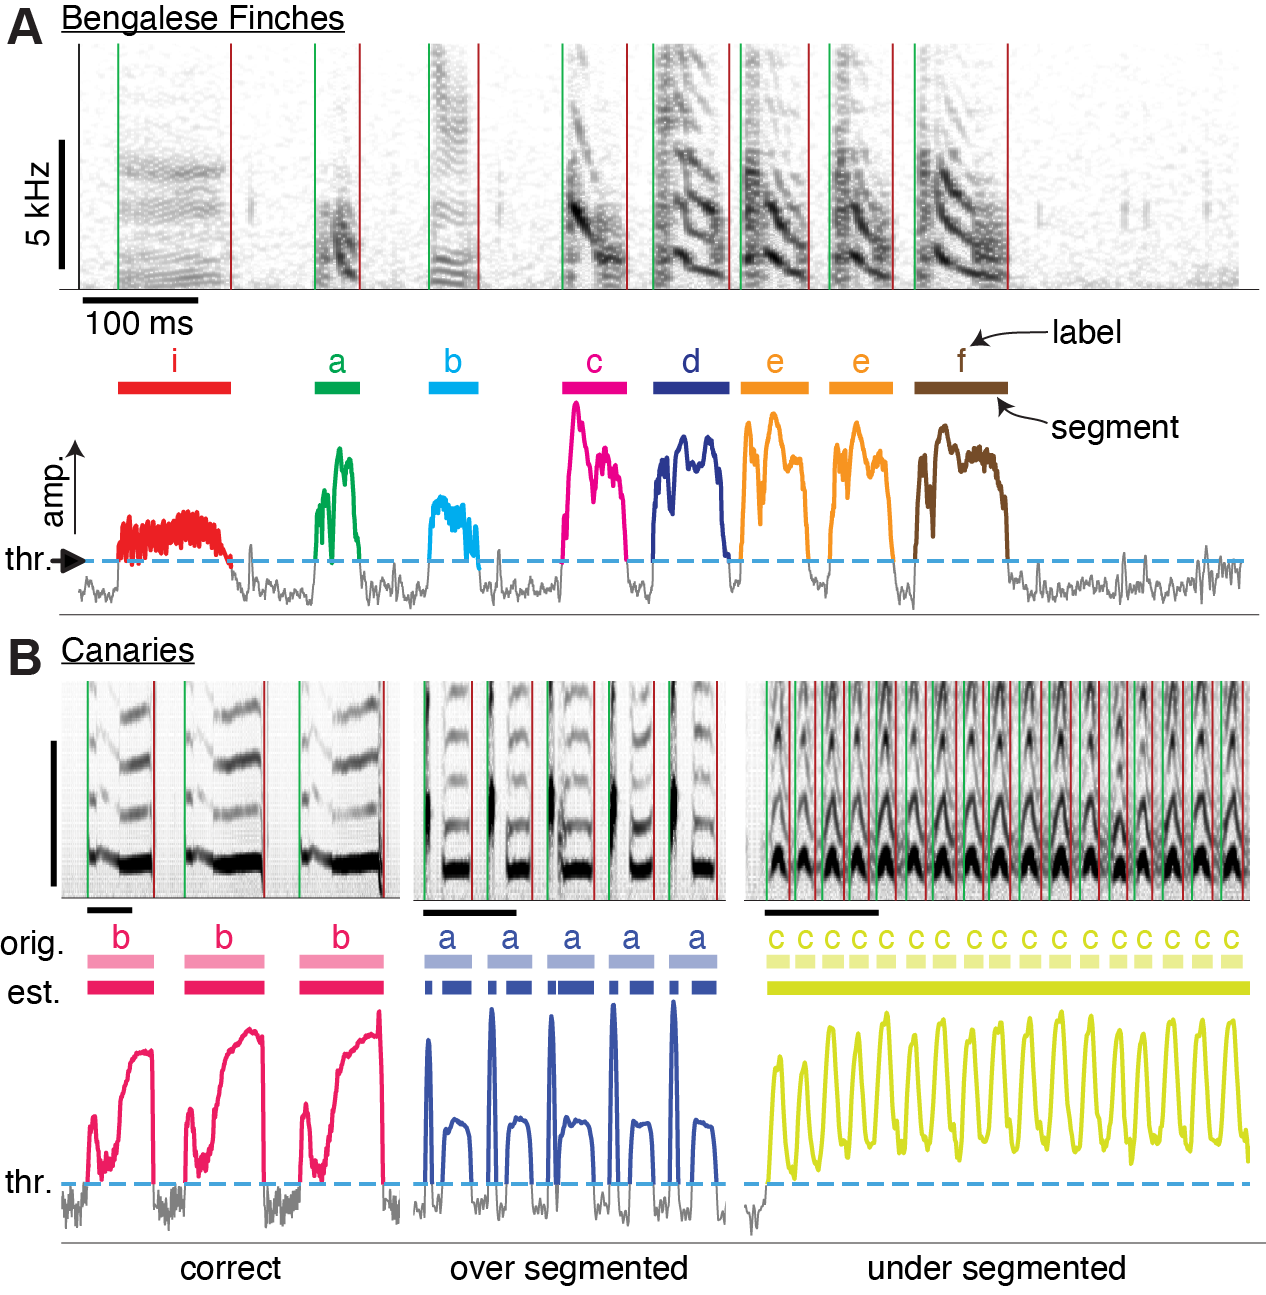 A Bengalese Finches
5 kHz
100 ms
label
i a b c d e e f
segment
amp.
thr.
B Canaries
orig. b b b a a a a a c c c c c c c c c c c c c c c c
est.
thr.
correct over segmented under segmented